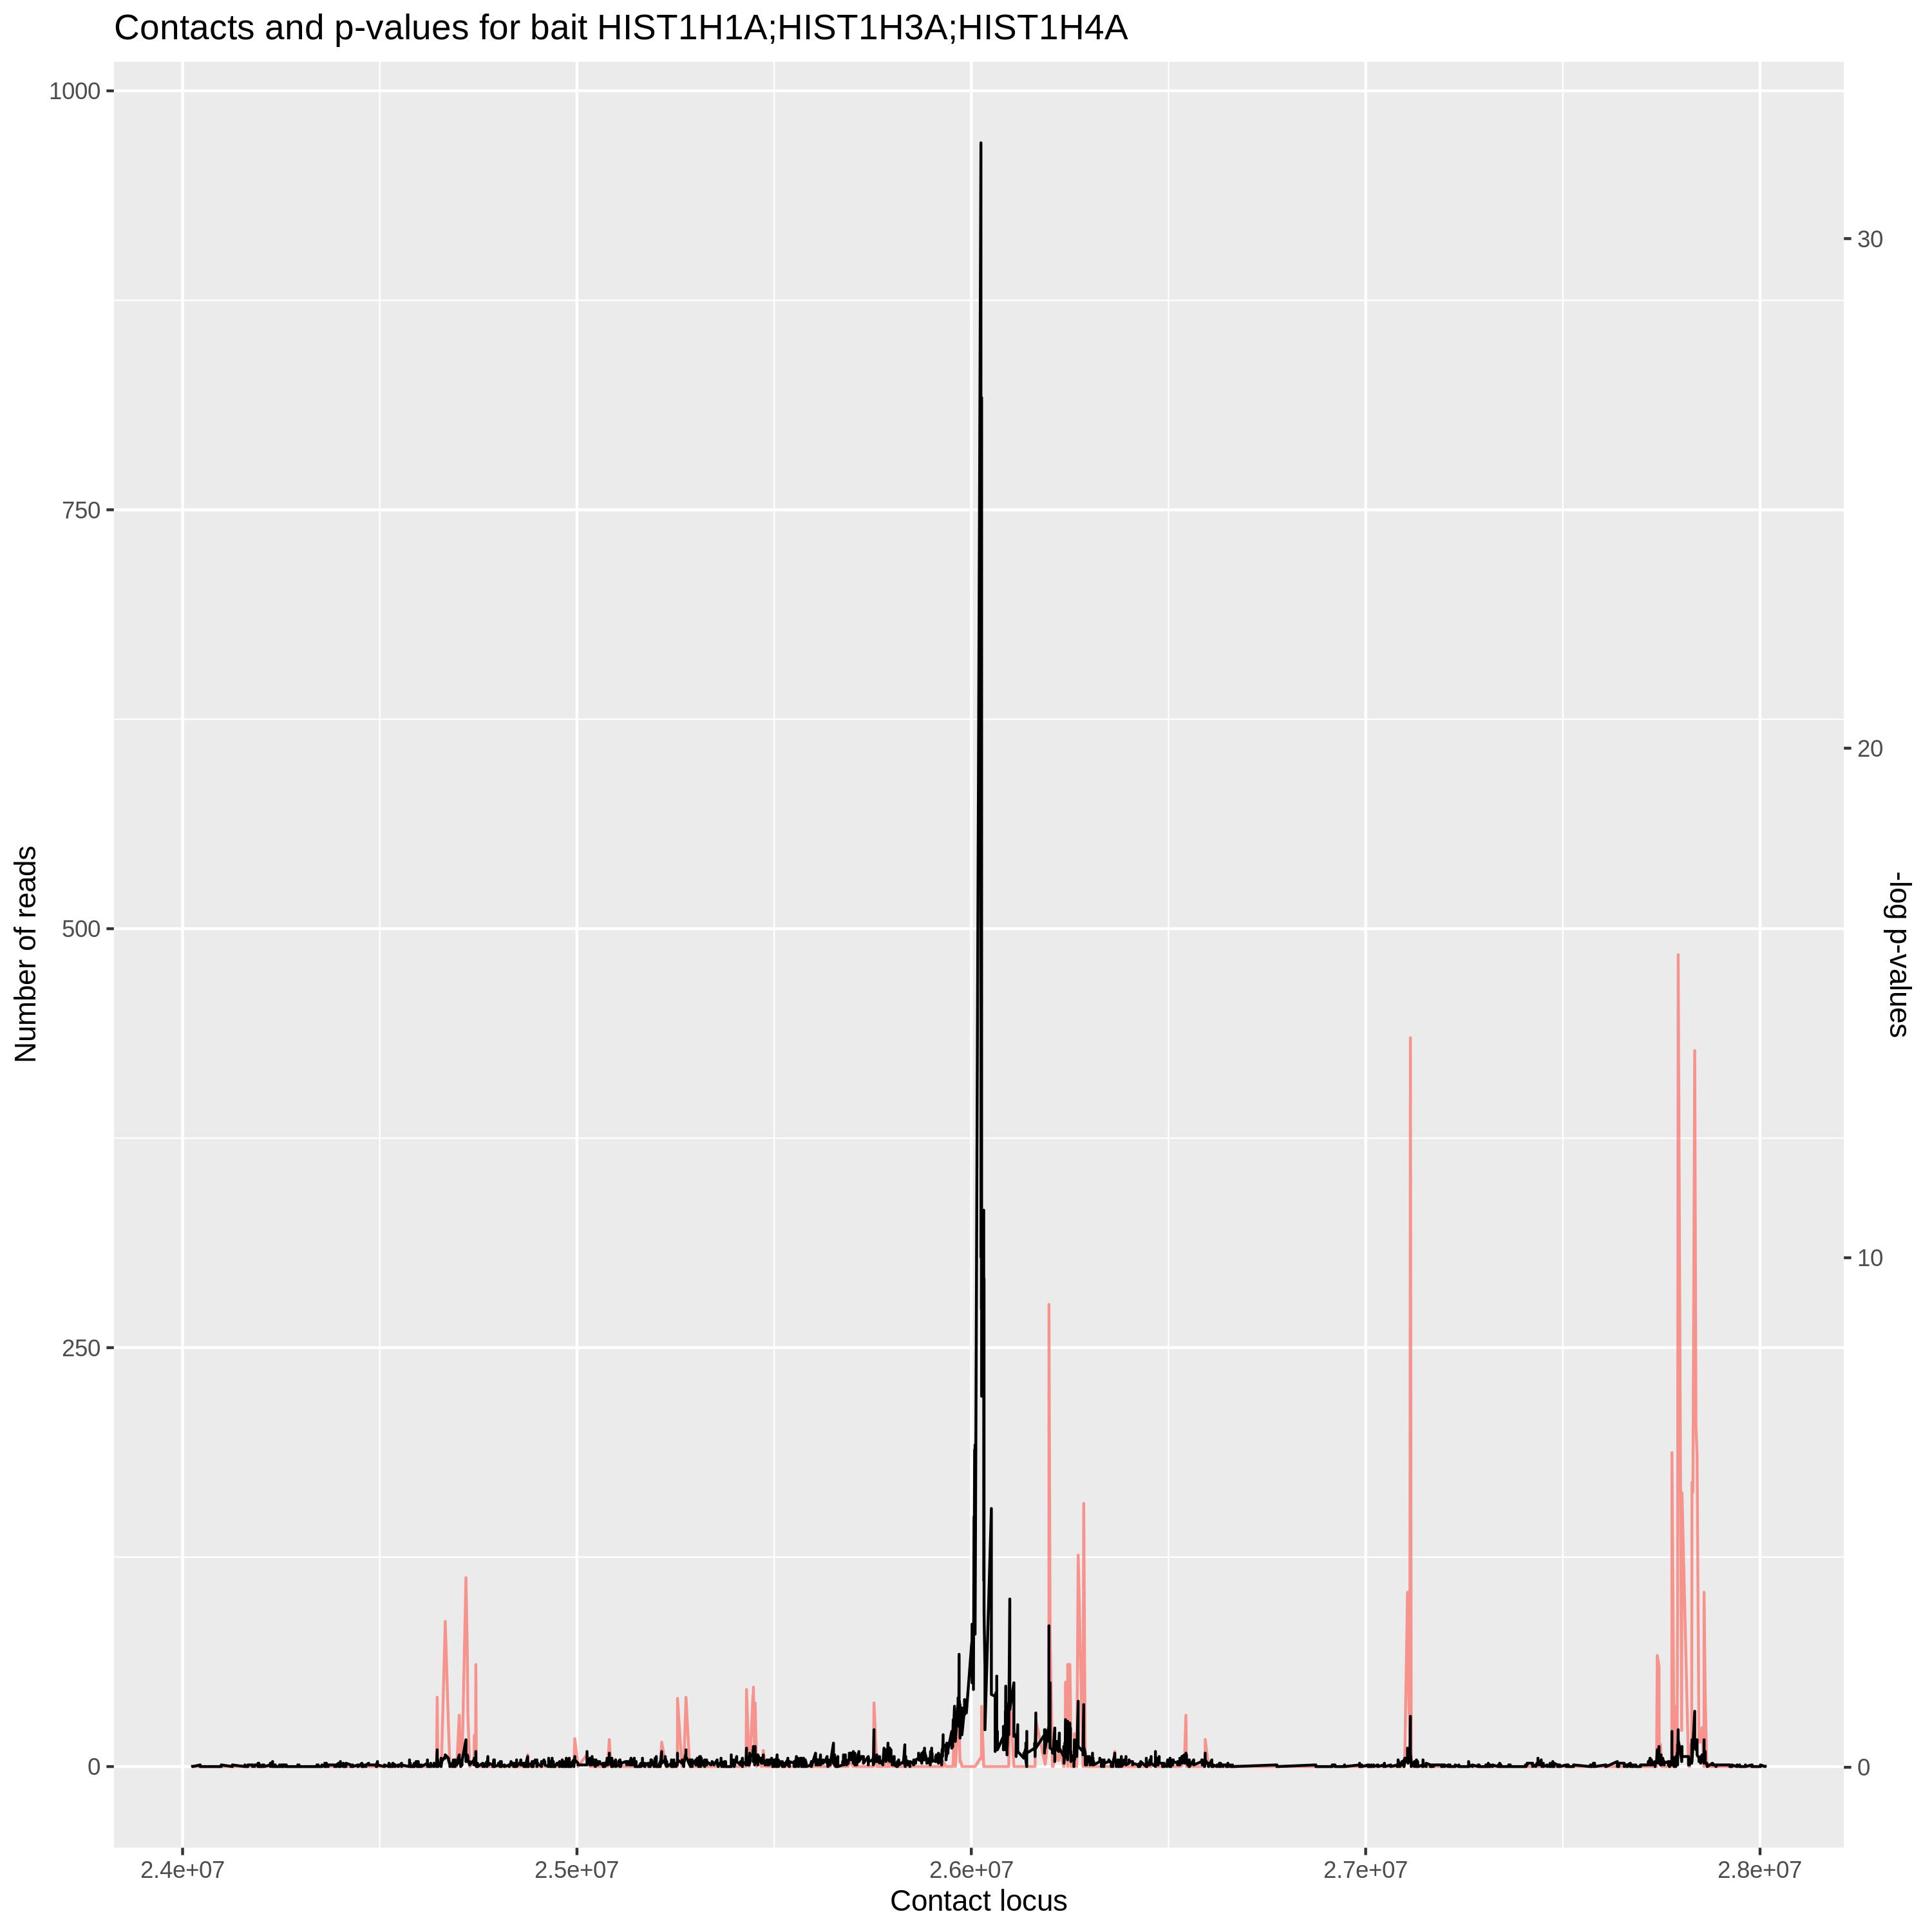 Contacts and p-values for bait HIST1H1A;HIST1H3A;HIST1H4A
1000
750
500
250
0
Number of reads
30
20
10
0
-log p-values
2.4e+07 2.5e+07 2.6e+07 2.7e+07 2.8e+07
Contact locus